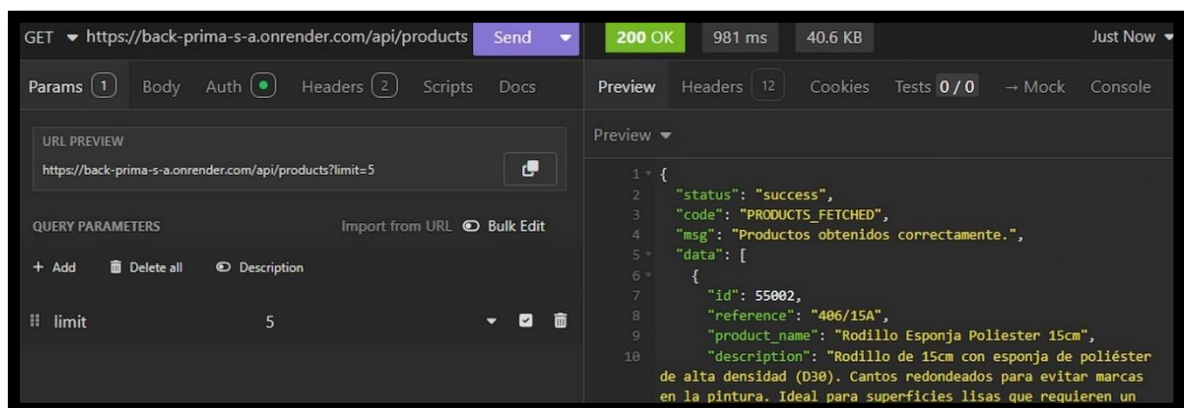 GET https://back-prima-s-a.onrender.com/api/products Send
Params 1 Body Auth Headers 2 Scripts Docs
URL PREVIEW
https://back-prima-s-a.onrender.com/api/products?limit=5
QUERY PARAMETERS Import from URL Bulk Edit
+ Add Delete all Description
limit 5
200 OK 981 ms 40.6 KB Just Now
Preview Headers 12 Cookies Tests 0 / 0 → Mock Console
Preview
1 {
2 "status": "success",
3 "code": "PRODUCTS_FETCHED",
4 "msg": "Productos obtenidos correctamente.",
5 "data": [
6 {
7 "id": 55002,
8 "reference": "406/15A",
9 "product_name": "Rodillo Esponja Poliester 15cm",
10 "description": "Rodillo de 15cm con esponja de poliéster
de alta densidad (D30). Cantos redondeados para evitar marcas
en la pintura. Ideal para superficies lisas que requieren un